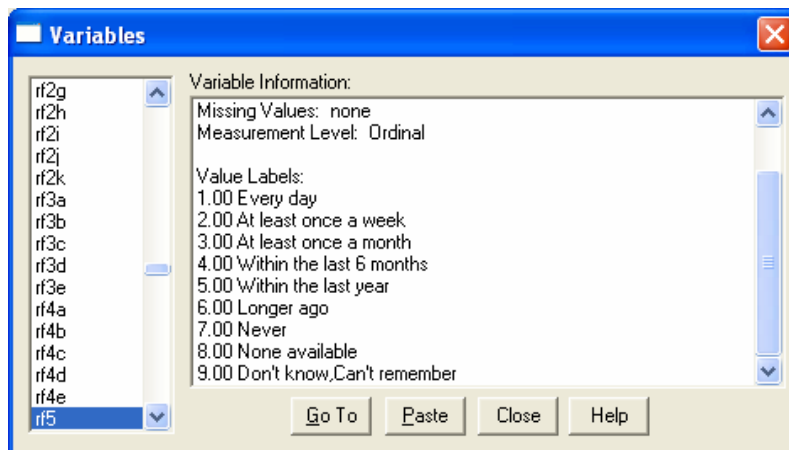 Variables
rf2g
rf2h
rf2i
rf2j
rf2k
rf3a
rf3b
rf3c
rf3d
rf3e
rf4a
rf4b
rf4c
rf4d
rf4e
rf5
Variable Information:
Missing Values: none
Measurement Level: Ordinal
Value Labels:
1.00 Every day
2.00 At least once a week
3.00 At least once a month
4.00 Within the last 6 months
5.00 Within the last year
6.00 Longer ago
7.00 Never
8.00 None available
9.00 Don't know,Can't remember
Go To Paste Close Help